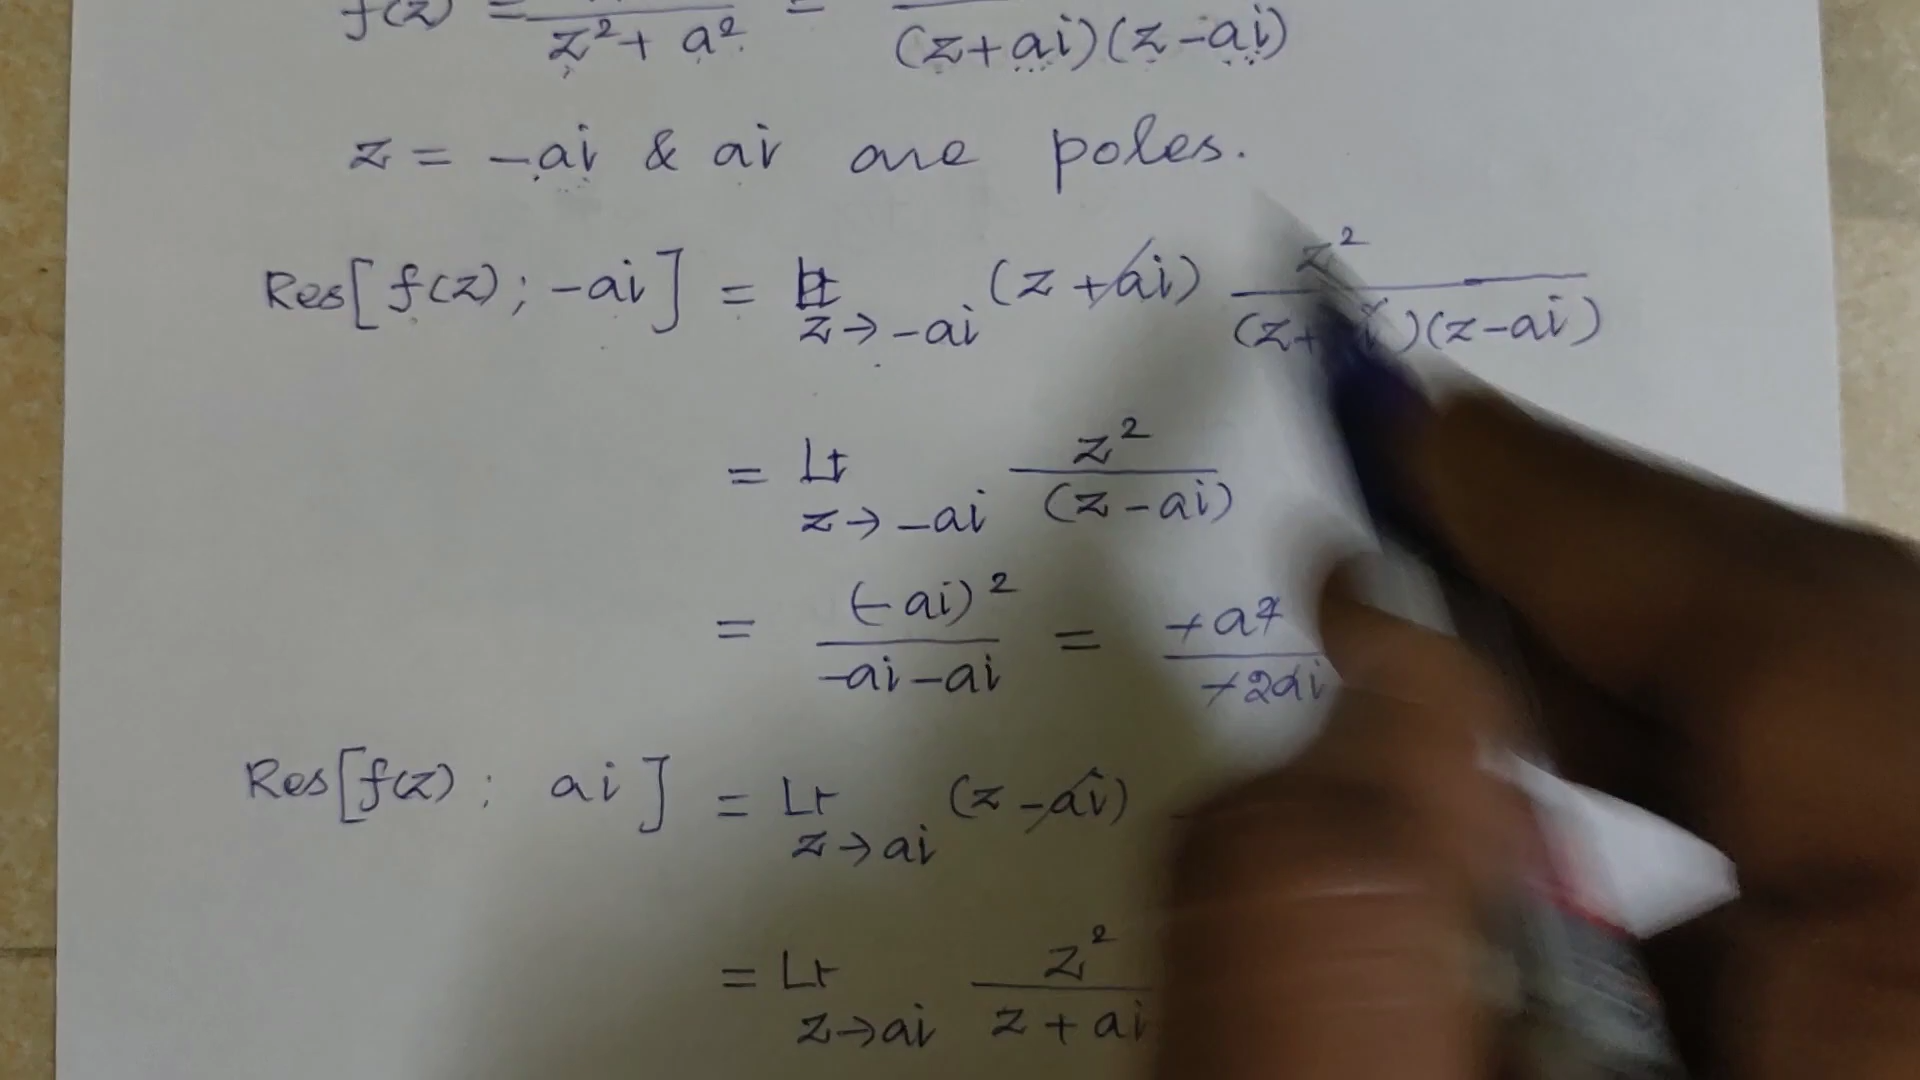 f(z) = / z² + a² = / (z+ai)(z-ai)
z = -ai & ai are poles.
Res[f(z); -ai] = Lt z→-ai (z+ai) z² / (z+ i)(z-ai)
= Lt z→-ai z² / (z-ai)
= (-ai)² / -ai-ai = -a² / -2ai
Res[f(z); ai] = Lt z→ai (z-ai)
= Lt z→ai z² / z+ai